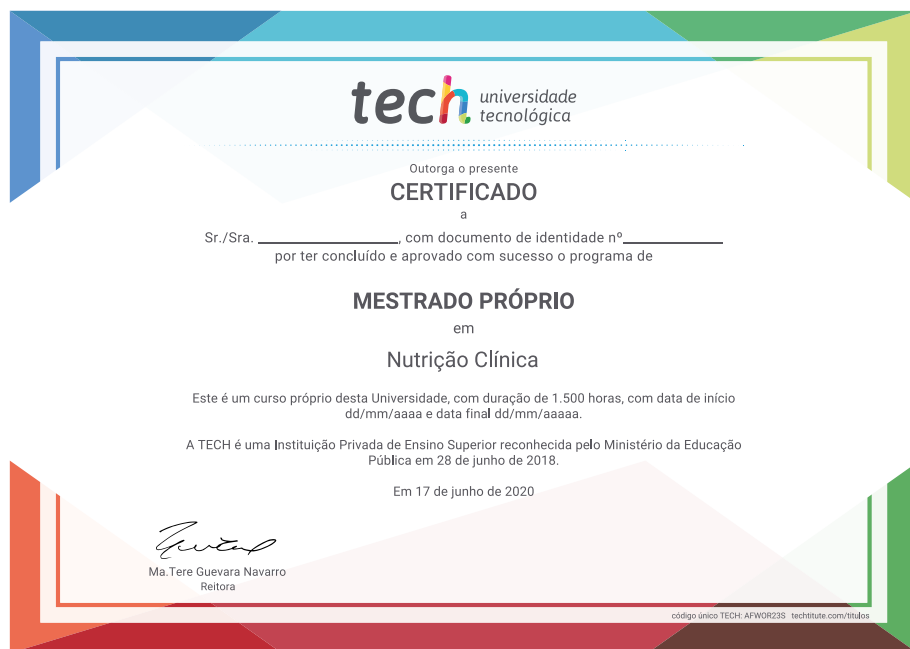 tech universidade
tecnológica
Outorga o presente
CERTIFICADO
a
Sr./Sra. ____________________, com documento de identidade nº______________
por ter concluído e aprovado com sucesso o programa de
MESTRADO PRÓPRIO
em
Nutrição Clínica
Este é um curso próprio desta Universidade, com duração de 1.500 horas, com data de início
dd/mm/aaaa e data final dd/mm/aaaaa.
A TECH é uma Instituição Privada de Ensino Superior reconhecida pelo Ministério da Educação
Pública em 28 de junho de 2018.
Em 17 de junho de 2020
Ma.Tere Guevara Navarro
Reitora
código único TECH: AFWOR23S techtitute.com/titulos